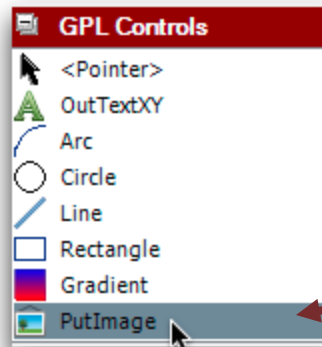 GPL Controls
<Pointer>
OutTextXY
Arc
Circle
Line
Rectangle
Gradient
PutImage